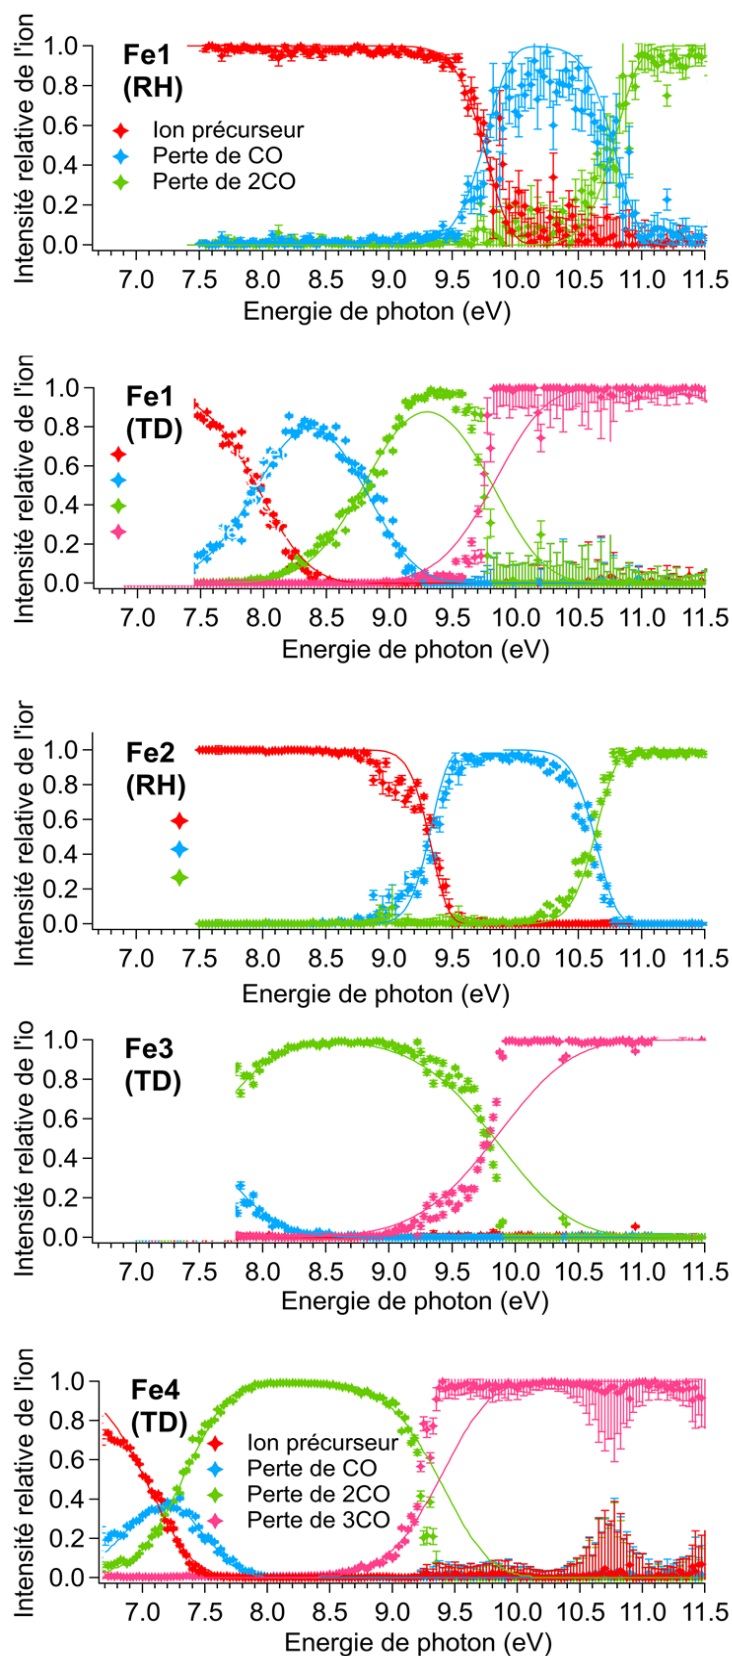 Intensité relative de l'ion
1.0
0.8
0.6
0.4
0.2
0.0
Fe1
(RH)
Ion précurseur
Perte de CO
Perte de 2CO
7.0 7.5 8.0 8.5 9.0 9.5 10.0 10.5 11.0 11.5
Energie de photon (eV)
Intensité relative de l'ion
1.0
0.8
0.6
0.4
0.2
0.0
Fe1
(TD)
7.0 7.5 8.0 8.5 9.0 9.5 10.0 10.5 11.0 11.5
Energie de photon (eV)
Intensité relative de l'ior
1.0
0.8
0.6
0.4
0.2
0.0
Fe2
(RH)
7.0 7.5 8.0 8.5 9.0 9.5 10.0 10.5 11.0 11.5
Energie de photon (eV)
Intensité relative de l'io
1.0
0.8
0.6
0.4
0.2
0.0
Fe3
(TD)
7.0 7.5 8.0 8.5 9.0 9.5 10.0 10.5 11.0 11.5
Energie de photon (eV)
Intensité relative de l'ion
1.0
0.8
0.6
0.4
0.2
0.0
Fe4
(TD)
Ion précurseur
Perte de CO
Perte de 2CO
Perte de 3CO
7.0 7.5 8.0 8.5 9.0 9.5 10.0 10.5 11.0 11.5
Energie de photon (eV)